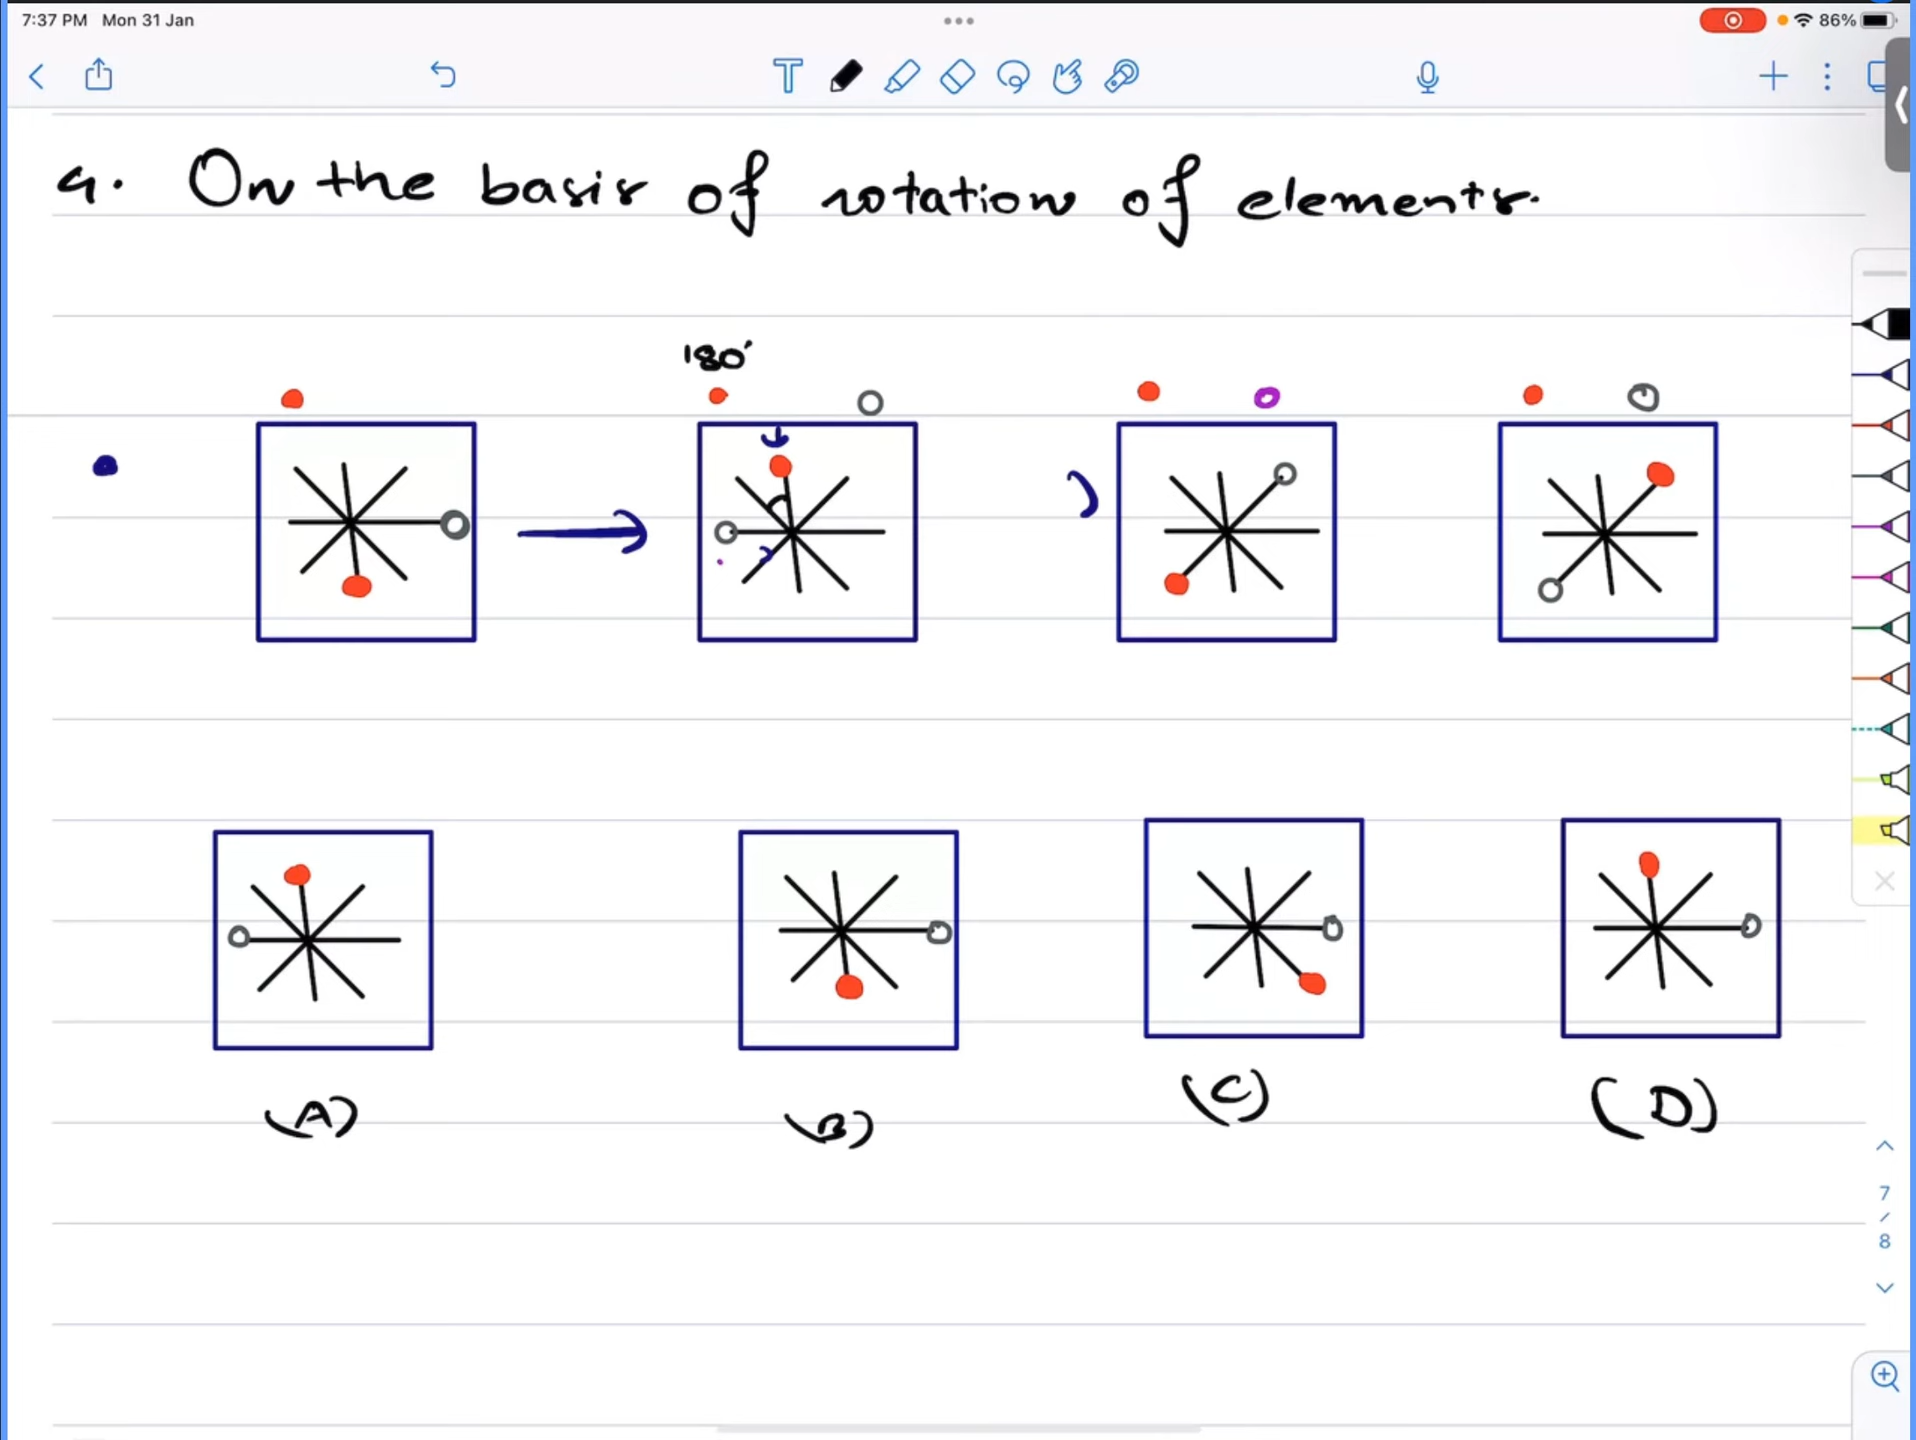 7:37 PM Mon 31 Jan
86%
T
4. On the basis of rotation of elements.
180°
(A)
(B)
(C)
(D)
7
/
8